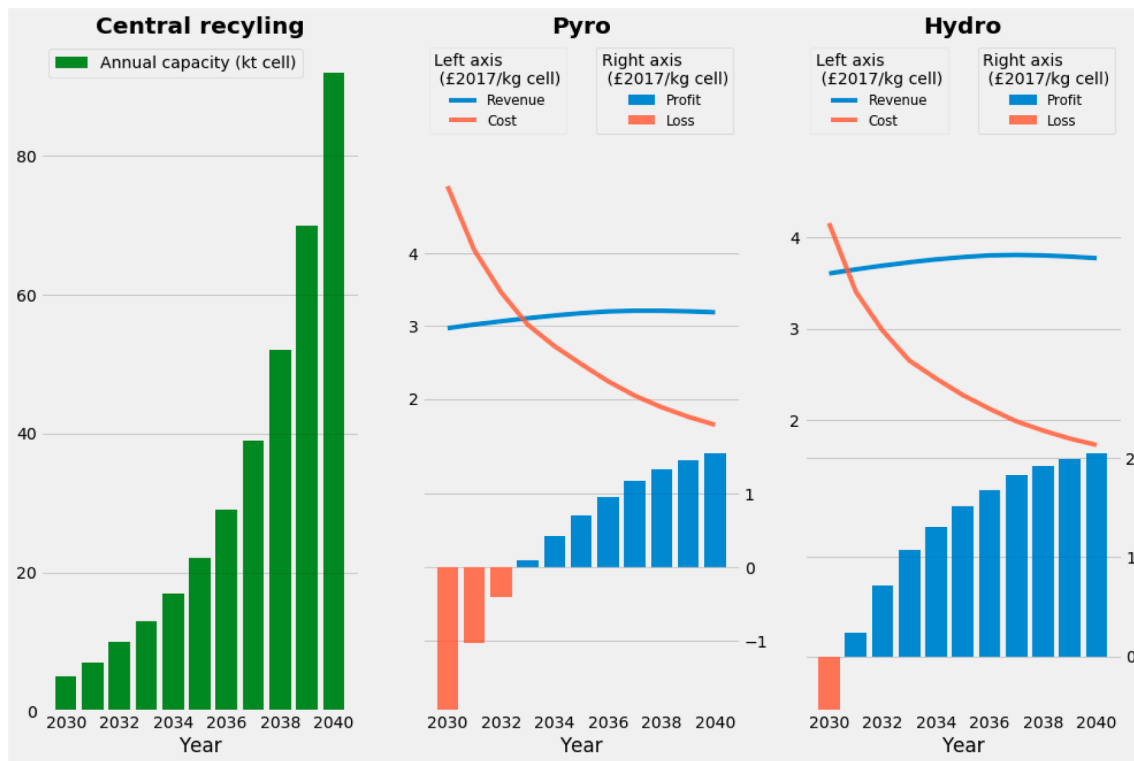 Central recyling
Annual capacity (kt cell)
80
60
40
20
0
2030 2032 2034 2036 2038 2040
Year
Pyro
Left axis
(£2017/kg cell)
Revenue
Cost
Right axis
(£2017/kg cell)
Profit
Loss
4
3
2
1
0
−1
2030 2032 2034 2036 2038 2040
Year
Hydro
Left axis
(£2017/kg cell)
Revenue
Cost
Right axis
(£2017/kg cell)
Profit
Loss
4
3
2
2
1
0
2030 2032 2034 2036 2038 2040
Year